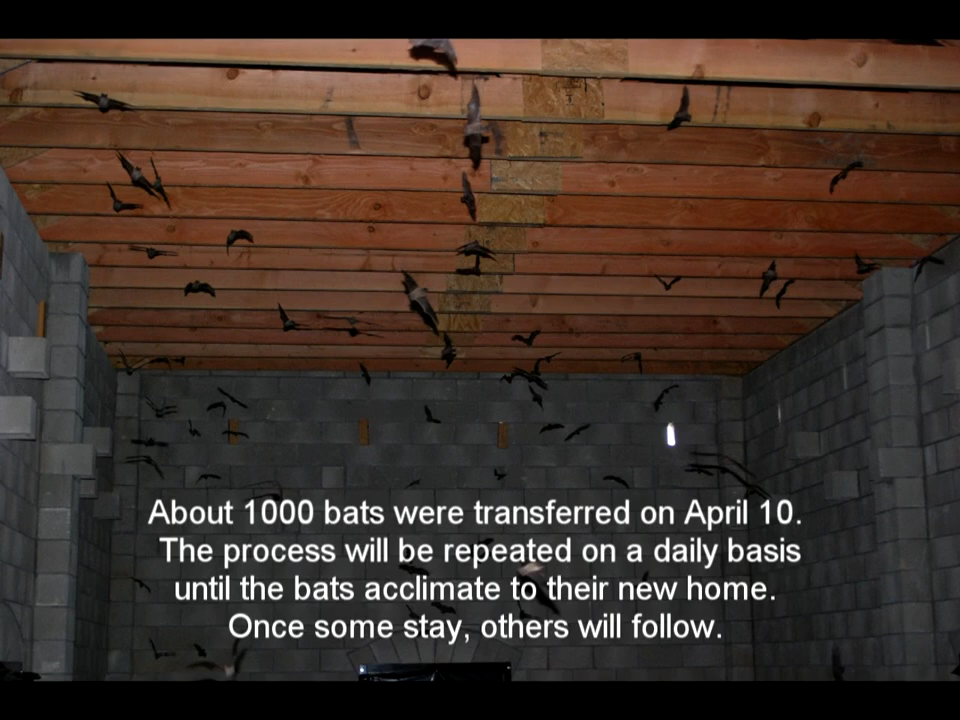 About 1000 bats were transferred on April 10.
The process will be repeated on a daily basis
until the bats acclimate to their new home.
Once some stay, others will follow.